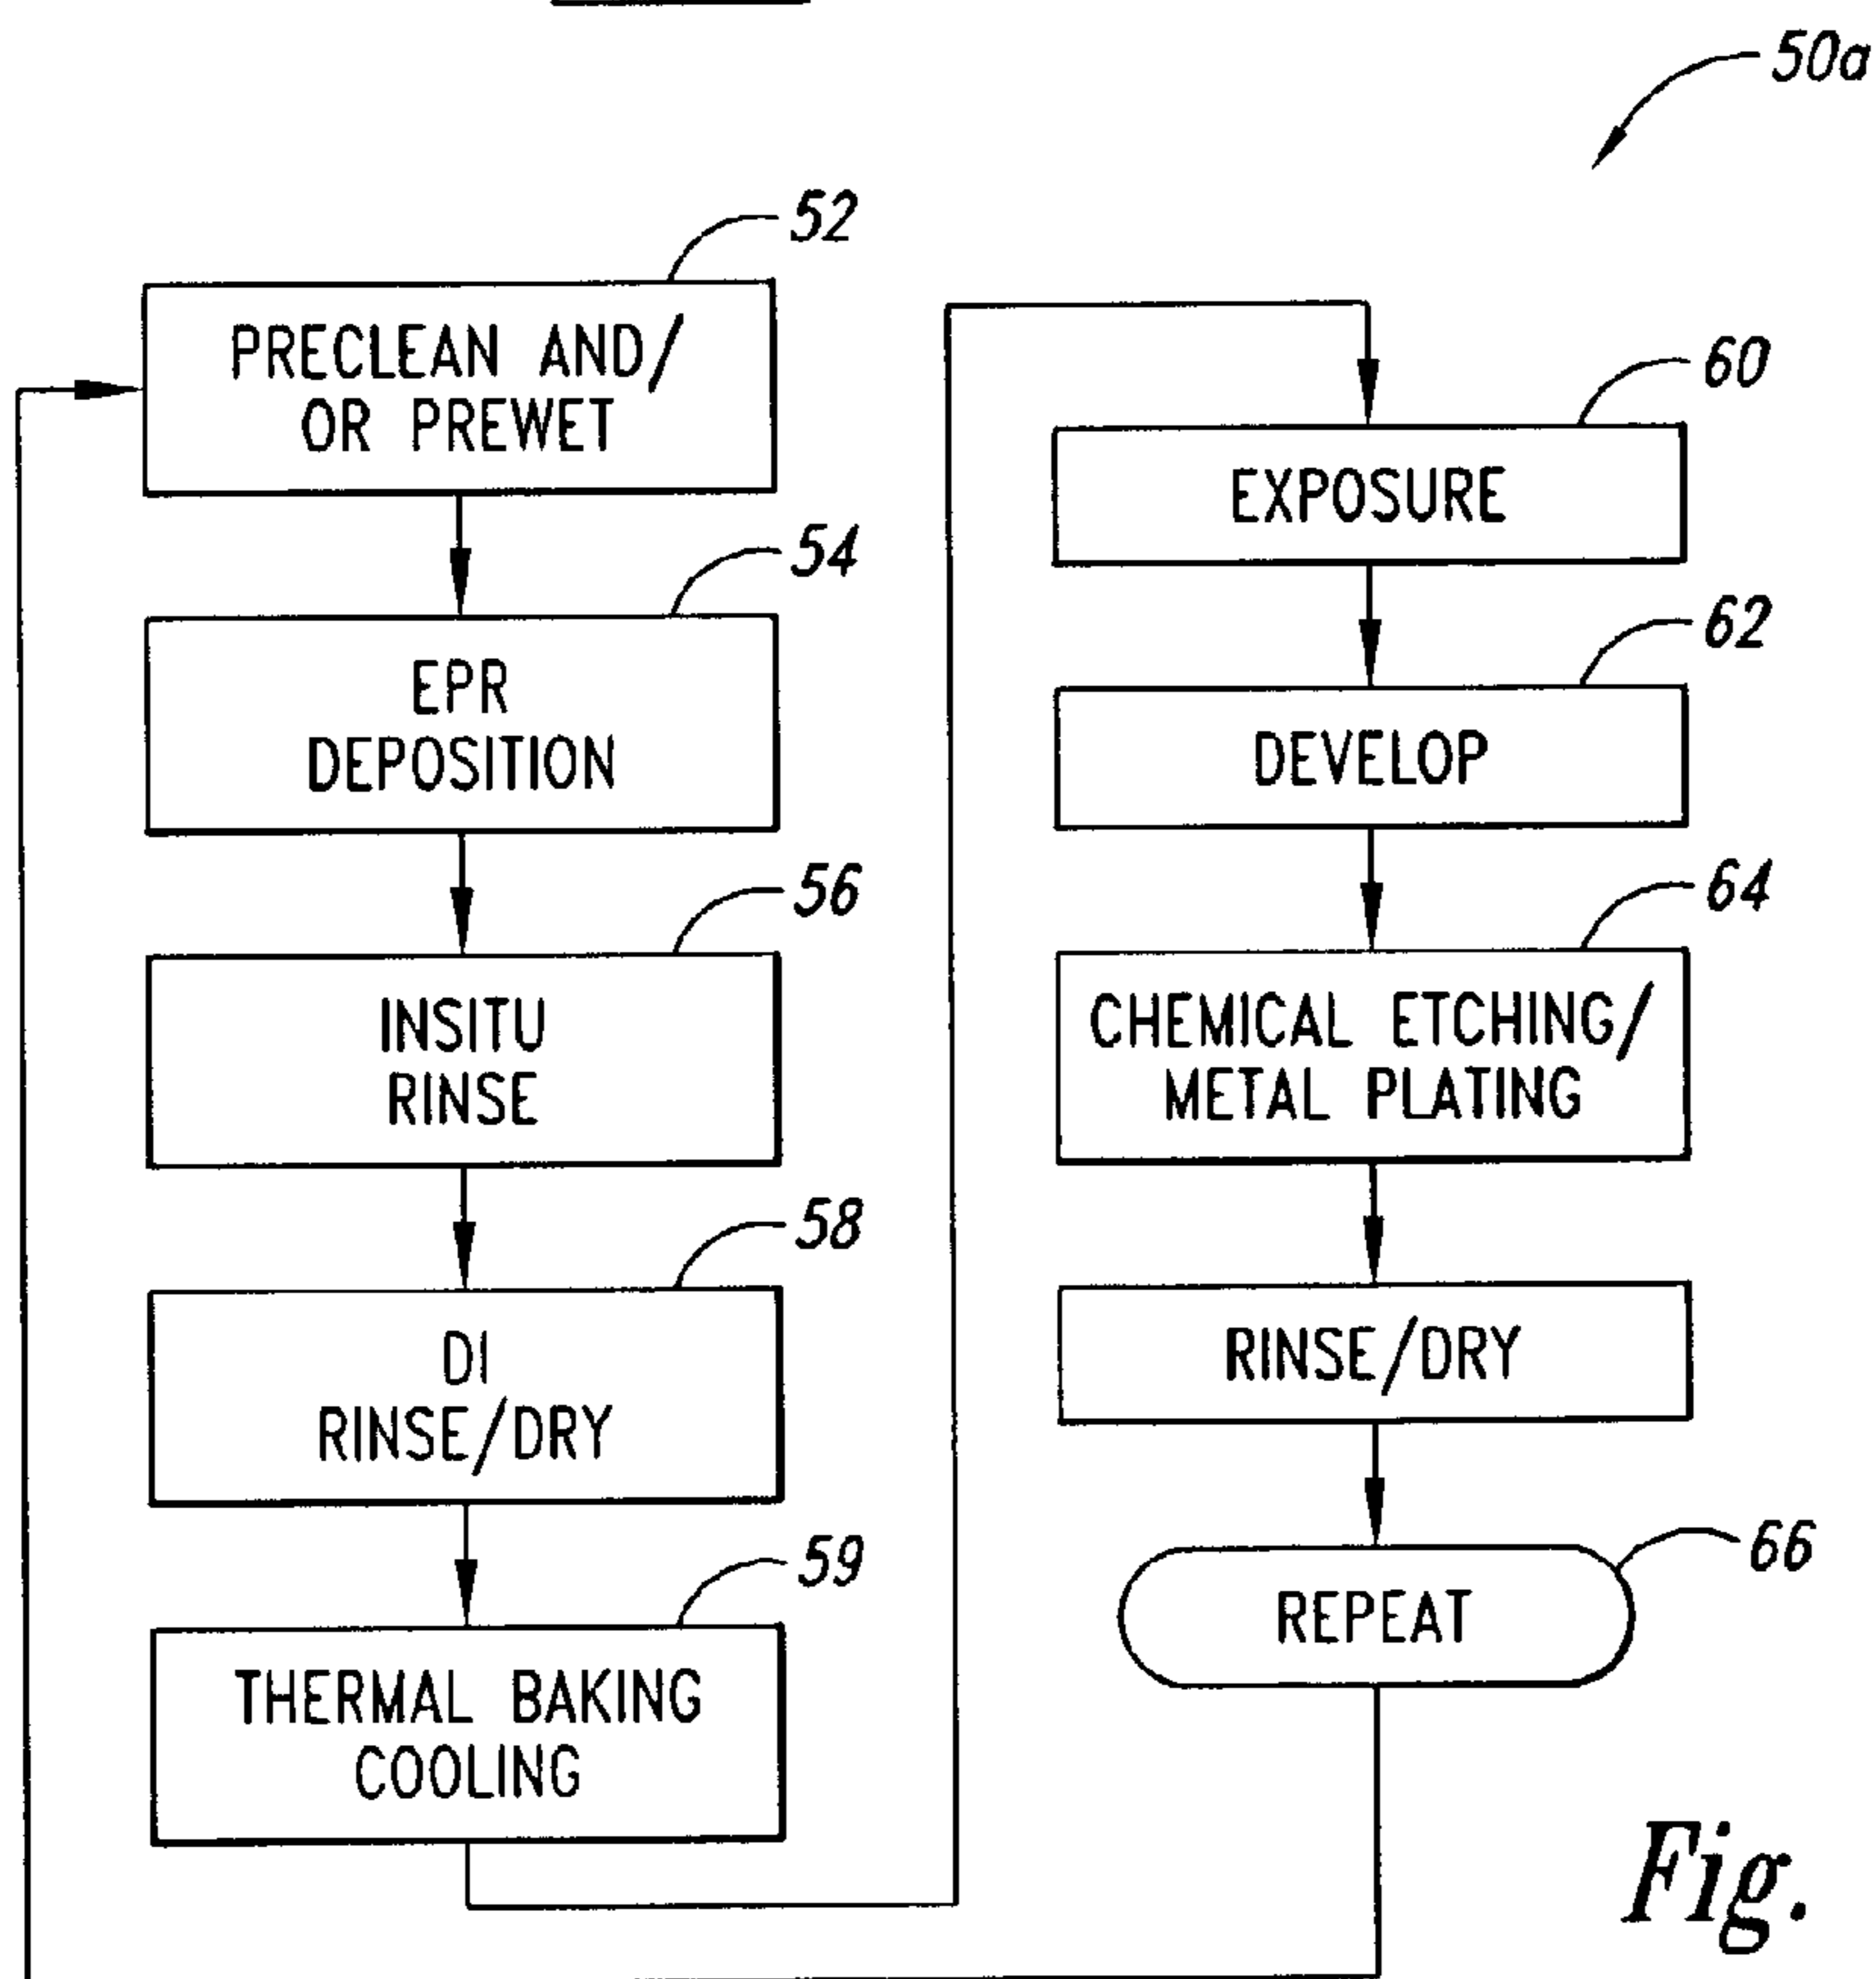 50a
52
PRECLEAN AND/
OR PREWET
54
EPR
DEPOSITION
56
INSITU
RINSE
58
DI
RINSE/DRY
59
THERMAL BAKING
COOLING
60
EXPOSURE
62
DEVELOP
64
CHEMICAL ETCHING/
METAL PLATING
RINSE/DRY
66
REPEAT
Fig.